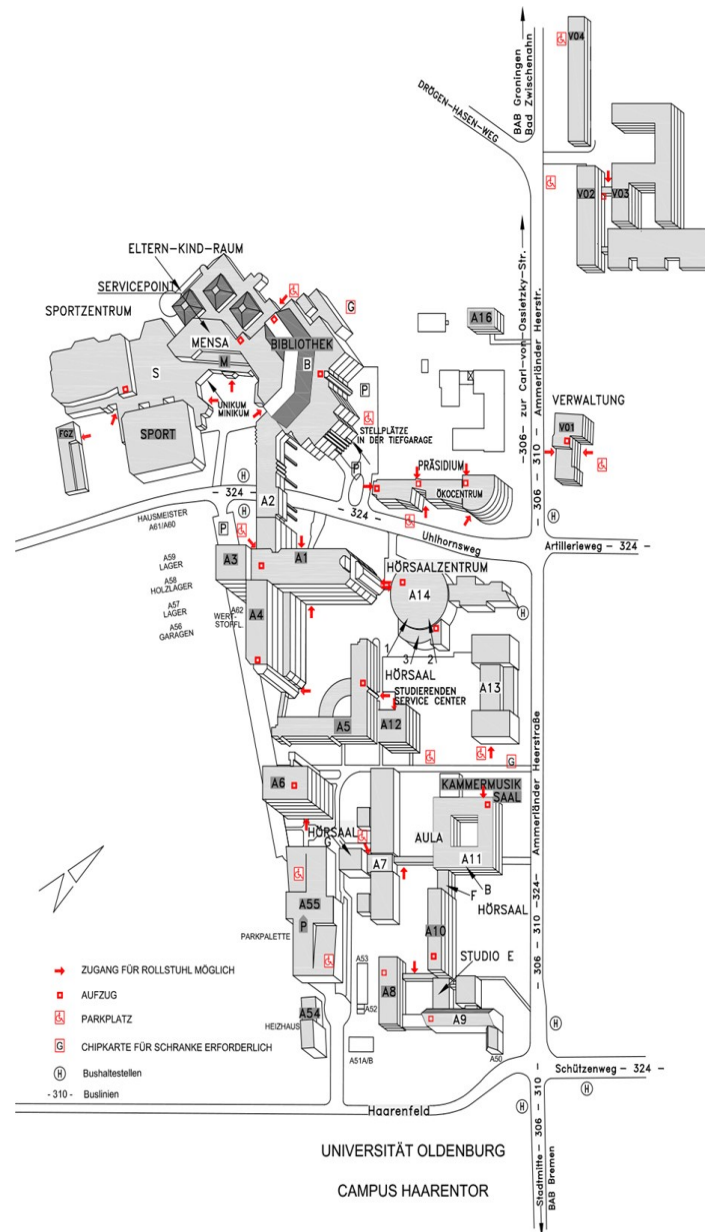 BAB Groningen
Bad Zwischenahn
V04
DRÖGEN-HASEN-WEG
V02
V03
ELTERN-KIND-RAUM
SERVICEPOINT
SPORTZENTRUM
G
MENSA
BIBLIOTHEK
M
B
S
P
UNIKUM
MINIKUM
FGZ
SPORT
STELLPLÄTZE
IN DER TIEFGARAGE
P
A16
-306- zur Carl-von-Ossietzky-Str.
- 306 - 310 - Ammerländer Heerstr.
VERWALTUNG
V01
PRÄSIDIUM
ÖKOCENTRUM
H
H
- 324 -
H
A2
- 324 -
Uhlhornsweg
Artillerieweg - 324 -
HAUSMEISTER
A61/A60
P
A59
LAGER
A58
HOLZLAGER
A57
LAGER
A56
GARAGEN
A3
A1
A4
A62
WERT-
STOFFL.
HÖRSAALZENTRUM
A14
H
1
3
2
HÖRSAAL
STUDIERENDEN
SERVICE CENTER
A13
A5
A12
G
Ammerländer Heerstraße
A6
KAMMERMUSIK
SAAL
HÖRSAAL
G
AULA
A7
A11
B
F
HÖRSAAL
A55
P
PARKPALETTE
A10
STUDIO E
- 306 - 310 -324-
A53
A52
A8
A9
A54
HEIZHAUS
A51A/B
A50
H
ZUGANG FÜR ROLLSTUHL MÖGLICH
AUFZUG
PARKPLATZ
G CHIPKARTE FÜR SCHRANKE ERFORDERLICH
H Bushaltestellen
- 310 - Buslinien
Schützenweg - 324 -
H
H
Haarenfeld
Stadtmitte - 306 - 310 -
BAB Bremen
UNIVERSITÄT OLDENBURG
CAMPUS HAARENTOR